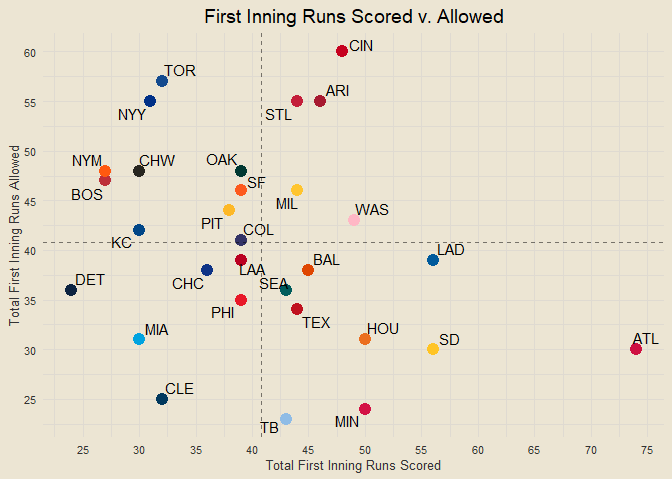 First Inning Runs Scored v. Allowed
60
CIN
TOR
55
NYY
STL
ARI
50
NYM
CHW
OAK
SF
BOS
45
MIL
PIT
WAS
KC
COL
40
LAD
LAA
BAL
DET
CHC
SEA
35
PHI
TEX
MIA
HOU
SD
ATL
30
CLE
25
TB
MIN
Total First Inning Runs Allowed
25 30 35 40 45 50 55 60 65 70 75
Total First Inning Runs Scored